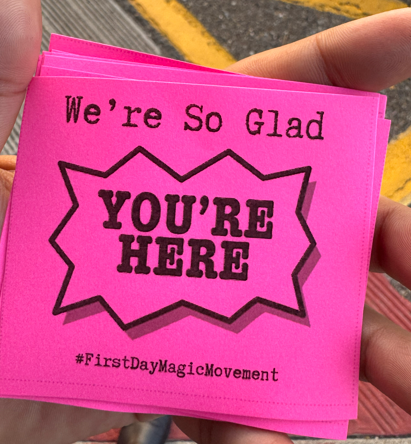 We're So Glad
YOU'RE
HERE
#FirstDayMagicMovement